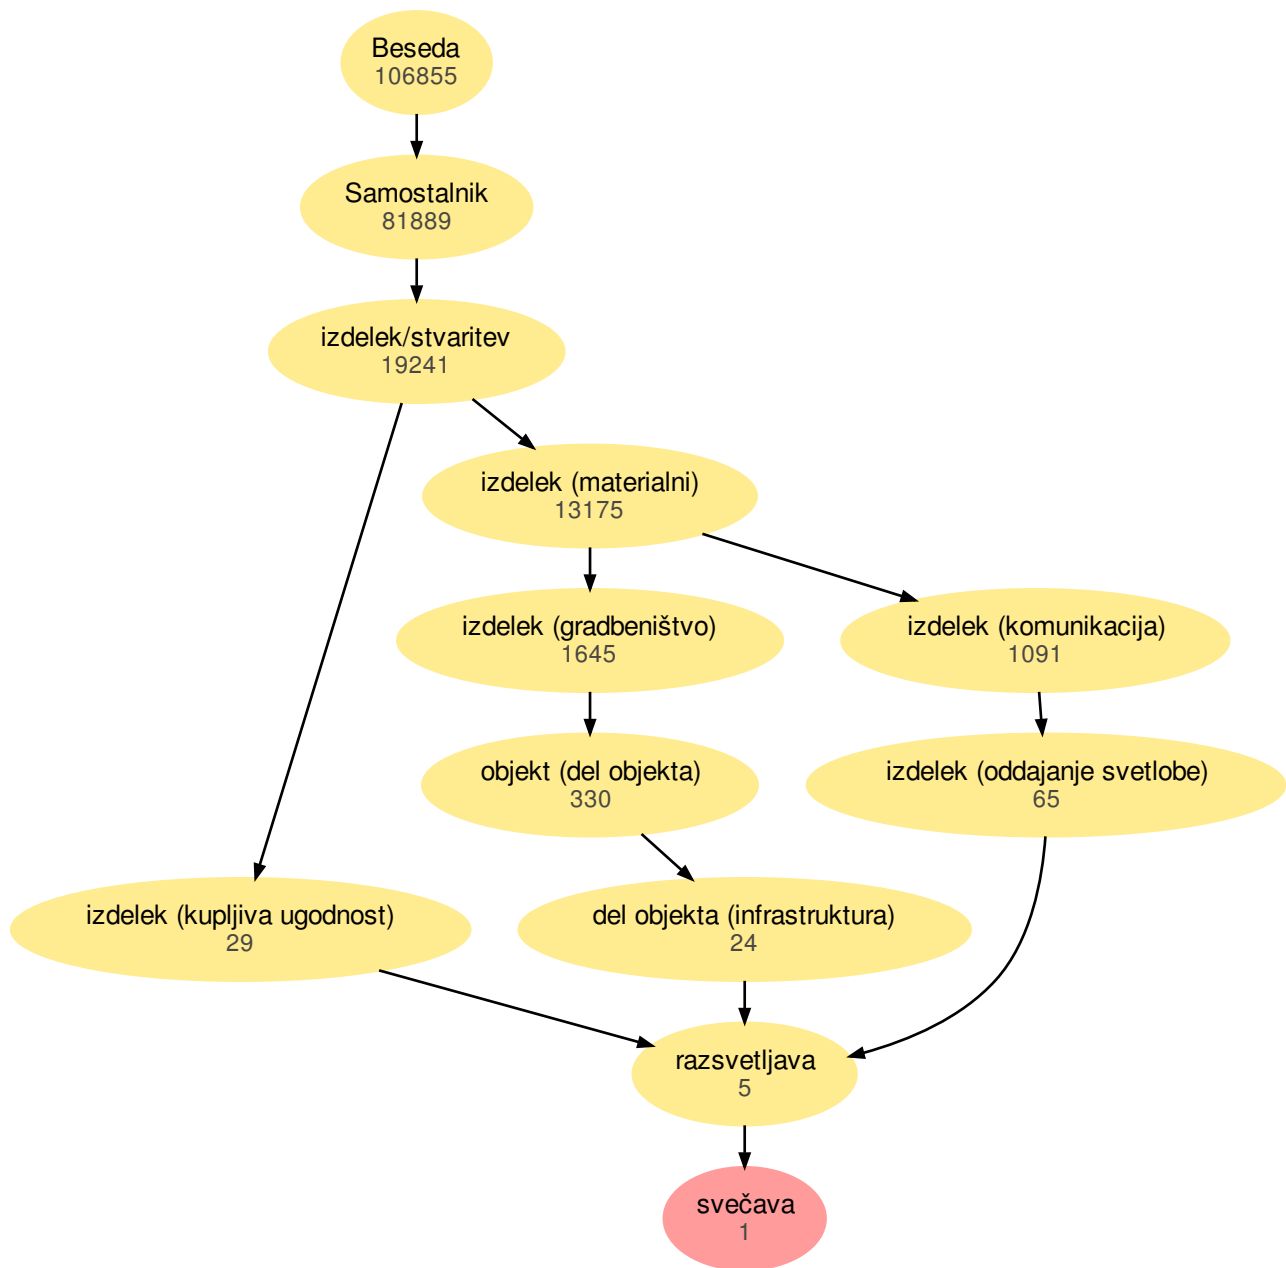 Beseda
106855
Samostalnik
81889
izdelek/stvaritev
19241
izdelek (materialni)
13175
izdelek (gradbeništvo)
1645
izdelek (komunikacija)
1091
objekt (del objekta)
330
izdelek (oddajanje svetlobe)
65
izdelek (kupljiva ugodnost)
29
del objekta (infrastruktura)
24
razsvetljava
5
svečava
1